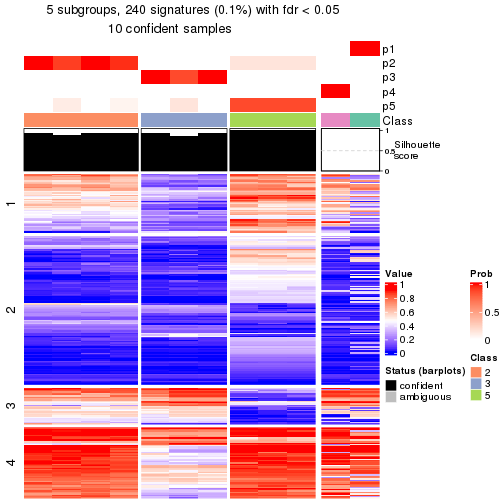 5 subgroups, 240 signatures (0.1%) with fdr < 0.05
10 confident samples
p1
p2
p3
p4
p5
Class
1
0.5
0
Silhouette
score
1
2
3
4
Value
1
0.8
0.6
0.4
0.2
0
Prob
1
0.5
0
Status (barplots)
confident
ambiguous
Class
2
3
5